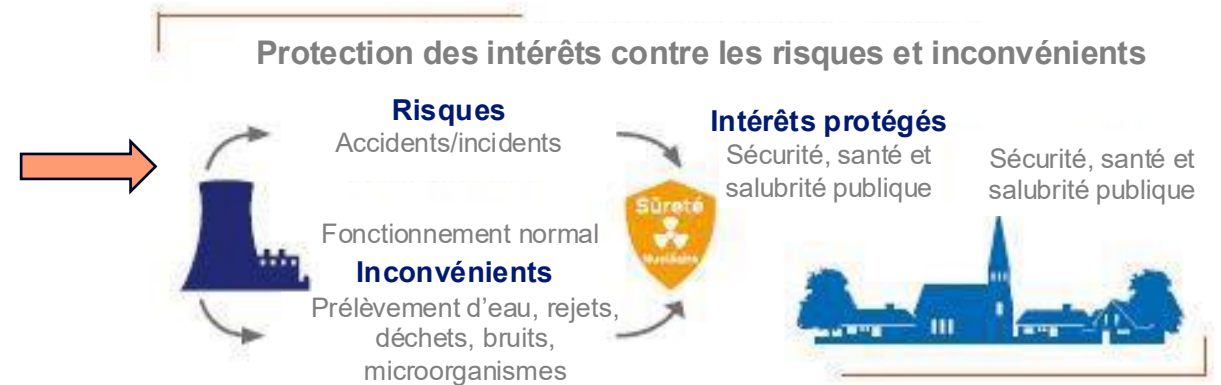 Protection des intérêts contre les risques et inconvénients
Risques
Accidents/incidents
Fonctionnement normal
Inconvénients
Prélèvement d’eau, rejets,
déchets, bruits,
microorganismes
Sûreté
Nucléaire
Intérêts protégés
Sécurité, santé et
salubrité publique
Sécurité, santé et
salubrité publique